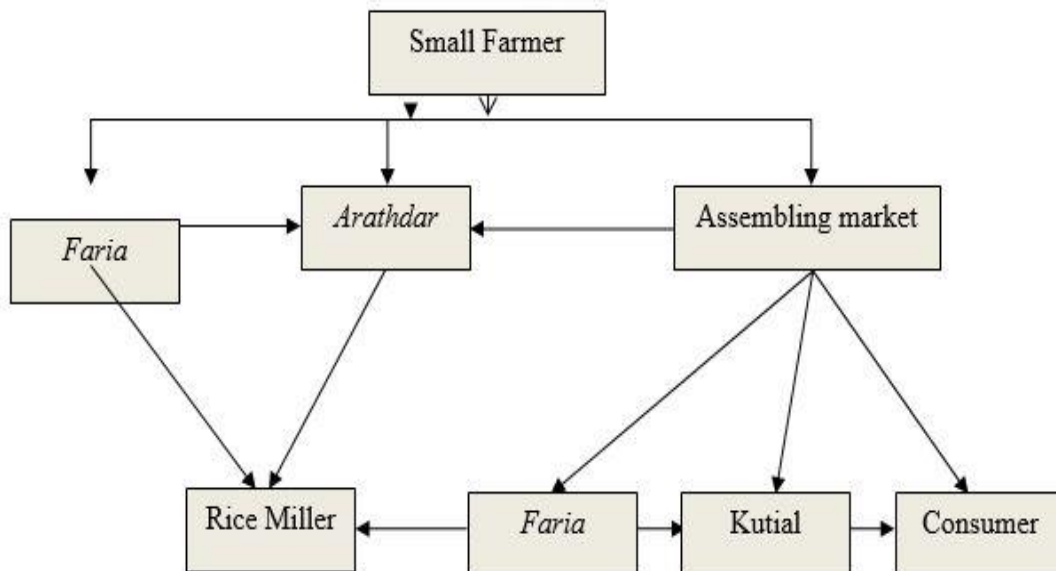 Small Farmer
Faria
Arathdar
Assembling market
Rice Miller
Faria
Kutial
Consumer